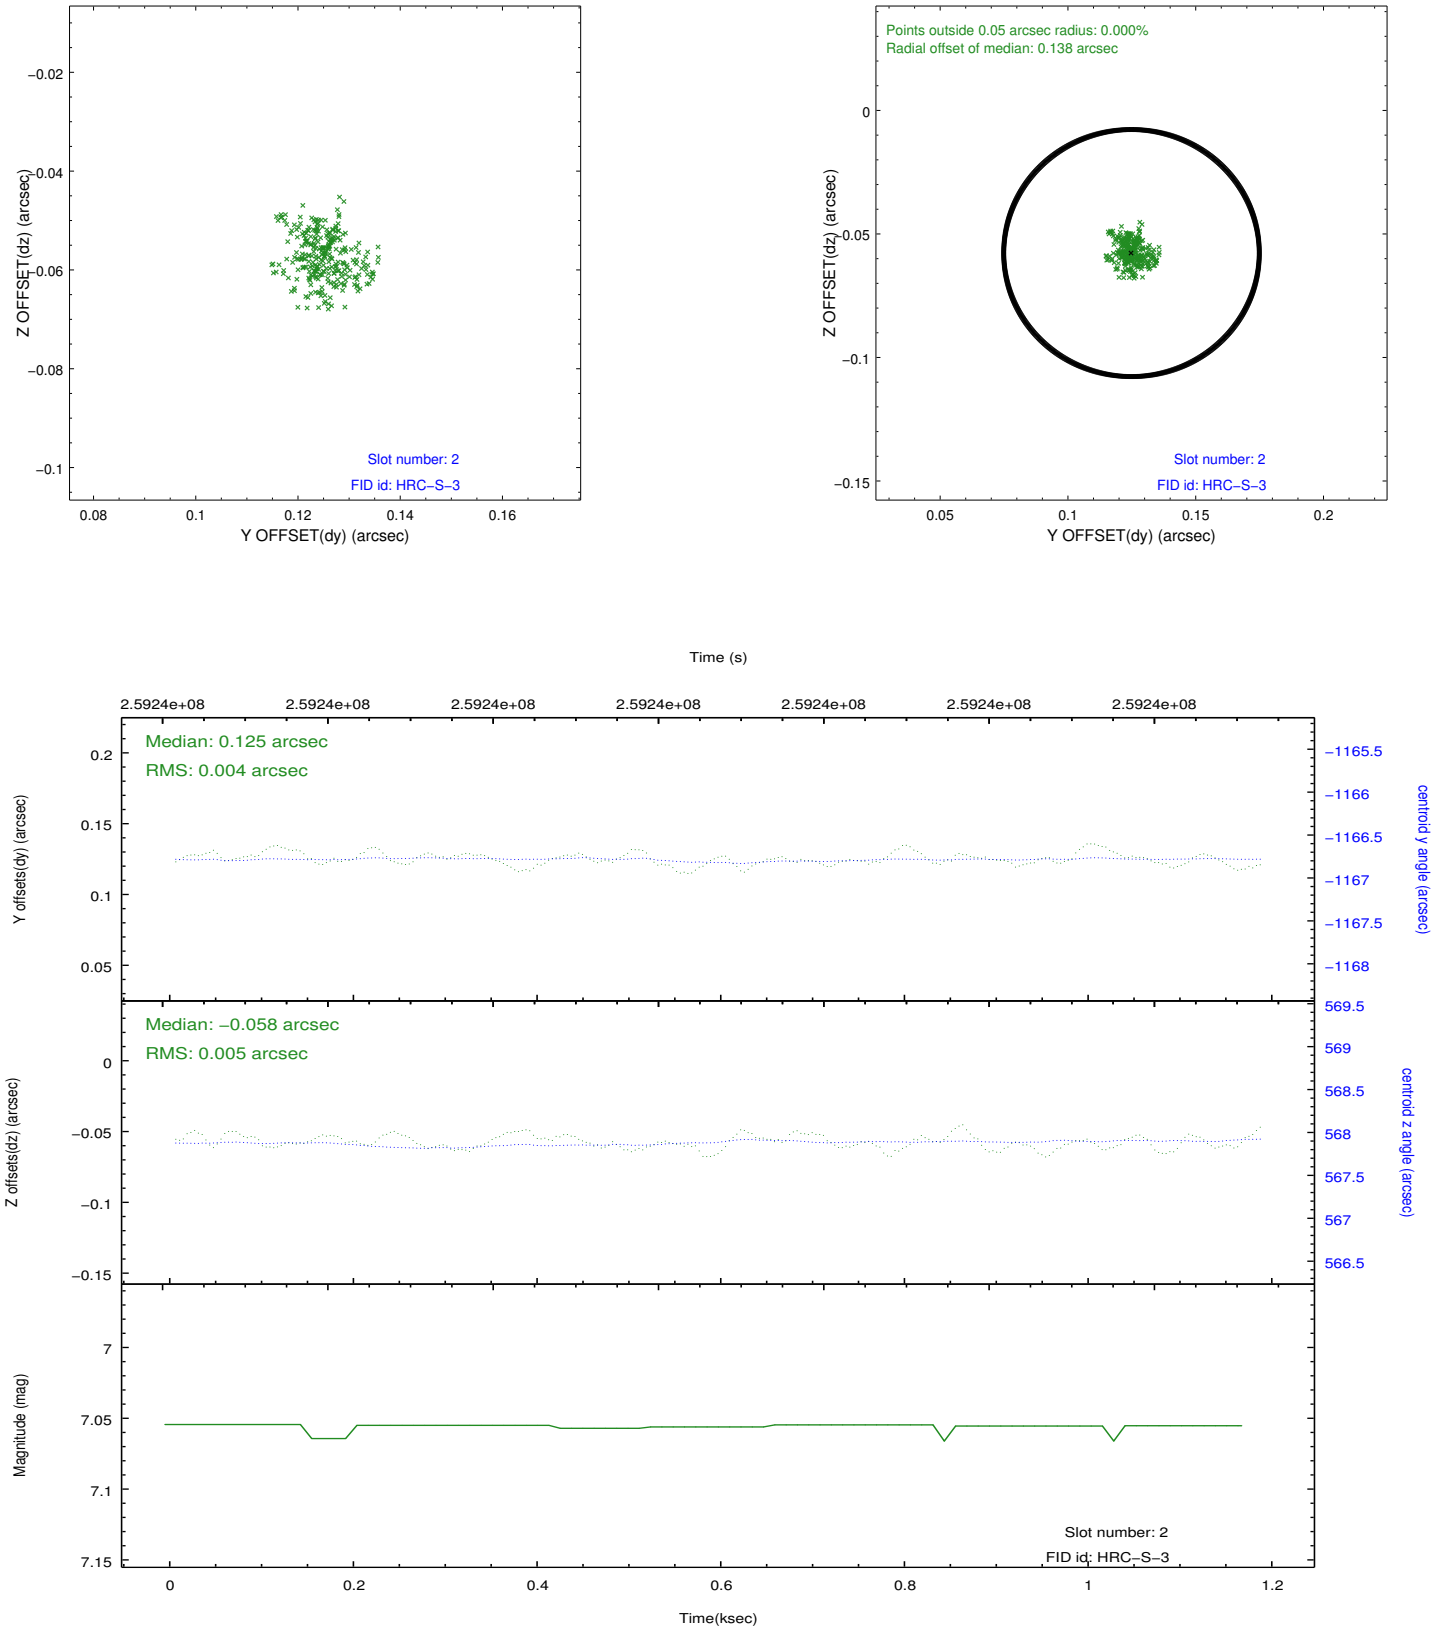 −0.02
−0.04
−0.06
−0.08
−0.1
Z OFFSET(dz) (arcsec)
Slot number: 2
FID id: HRC−S−3
0.08 0.1 0.12 0.14 0.16
Y OFFSET(dy) (arcsec)
Points outside 0.05 arcsec radius: 0.000%
Radial offset of median: 0.138 arcsec
0
−0.05
−0.1
−0.15
Z OFFSET(dz) (arcsec)
Slot number: 2
FID id: HRC−S−3
0.05 0.1 0.15 0.2
Y OFFSET(dy) (arcsec)
Time (s)
2.5924e+08 2.5924e+08 2.5924e+08 2.5924e+08 2.5924e+08 2.5924e+08 2.5924e+08
Median: 0.125 arcsec
RMS: 0.004 arcsec
0.2
0.15
0.1
0.05
Y offsets(dy) (arcsec)
−1165.5
−1166
−1166.5
−1167
−1167.5
−1168
centroid y angle (arcsec)
Median: −0.058 arcsec
RMS: 0.005 arcsec
0
−0.05
−0.1
−0.15
Z offsets(dz) (arcsec)
569.5
569
568.5
568
567.5
567
566.5
centroid z angle (arcsec)
7
7.05
7.1
7.15
Magnitude (mag)
Slot number: 2
FID id: HRC−S−3
0 0.2 0.4 0.6 0.8 1 1.2
Time(ksec)